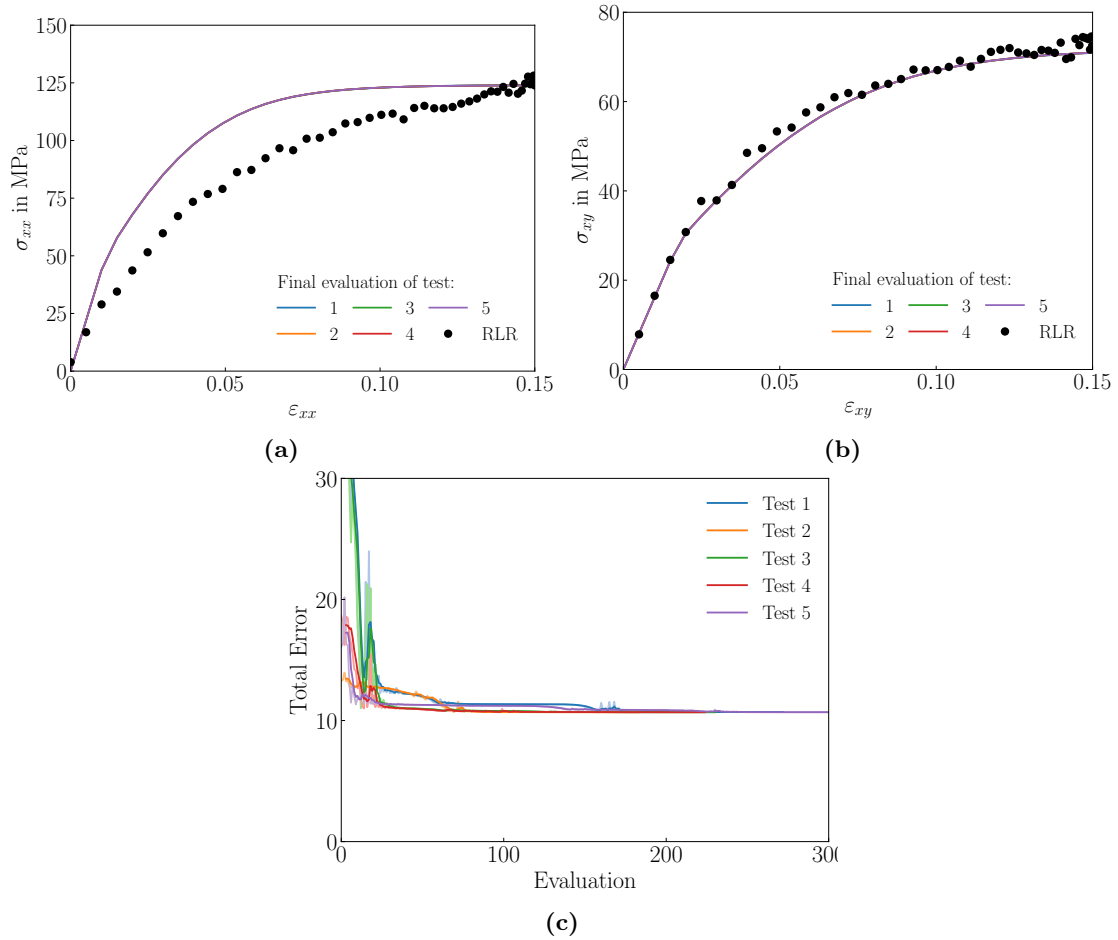 150
125
100
75
50
25
0
σxx in MPa
Final evaluation of test:
1 3 5
2 4 RLR
0 0.05 0.10 0.15
εxx
(a)
80
60
40
20
0
σxy in MPa
Final evaluation of test:
1 3 5
2 4 RLR
0 0.05 0.10 0.15
εxy
(b)
30
20
10
0
Total Error
Test 1
Test 2
Test 3
Test 4
Test 5
0 100 200 300
Evaluation
(c)